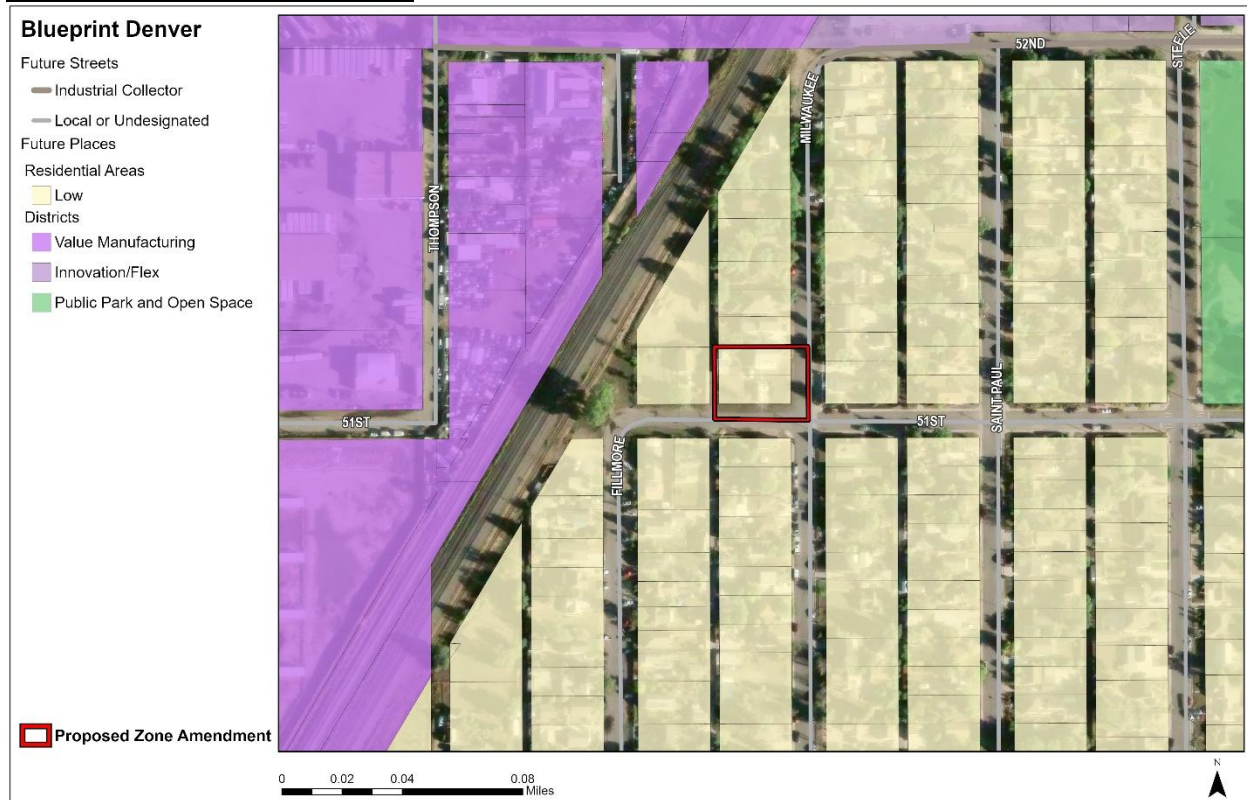 Blueprint Denver
Future Streets
Industrial Collector
Local or Undesignated
Future Places
Residential Areas
Low
Districts
Value Manufacturing
Innovation/Flex
Public Park and Open Space
Proposed Zone Amendment
52ND
STEELE
MILWAUKEE
THOMPSON
SAINT PAUL
51ST
51ST
FILLMORE
0 0.02 0.04 0.08
Miles
N